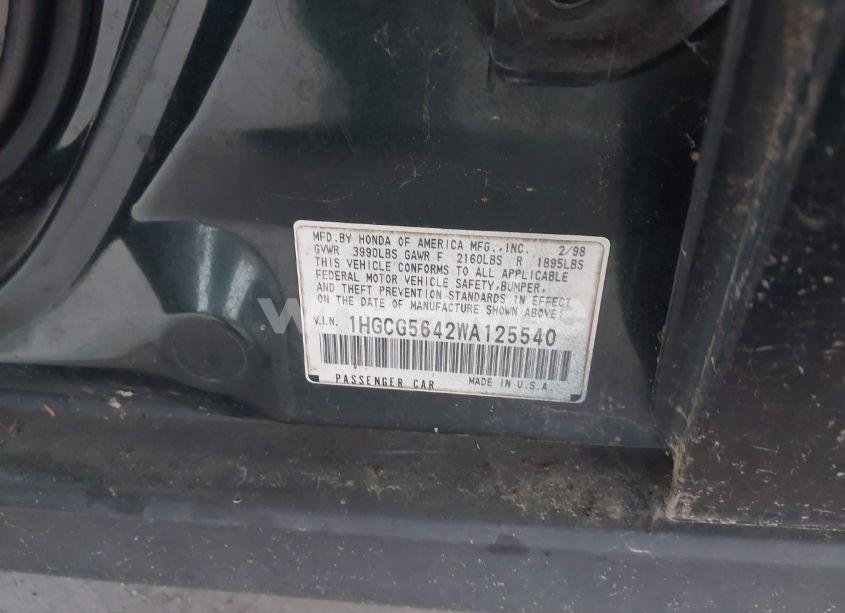 MFD.BY HONDA OF AMERICA MFG.,INC. 2/98
GVWR 3990LBS GAWR F 2160LBS R 1895LBS
THIS VEHICLE CONFORMS TO ALL APPLICABLE
FEDERAL MOTOR VEHICLE SAFETY,BUMPER,
AND THEFT PREVENTION STANDARDS IN EFFECT
ON THE DATE OF MANUFACTURE SHOWN ABOVE.
V.I.N. 1HGCG5642WA125540
PASSENGER CAR MADE IN U.S.A.